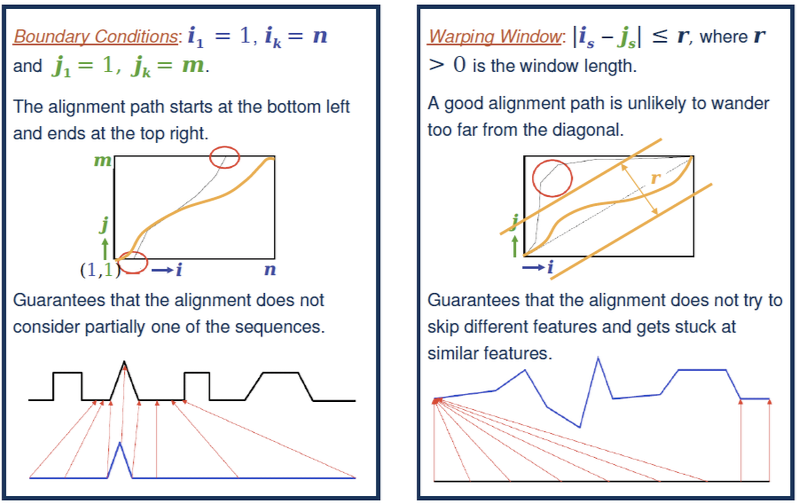 Boundary Conditions: i₁ = 1, iₖ = n
and j₁ = 1, jₖ = m.
The alignment path starts at the bottom left
and ends at the top right.
m
j
(1,1)
i
n
Guarantees that the alignment does not
consider partially one of the sequences.
Warping Window: |iₛ – jₛ| ≤ r, where r
> 0 is the window length.
A good alignment path is unlikely to wander
too far from the diagonal.
r
j
i
Guarantees that the alignment does not try to
skip different features and gets stuck at
similar features.